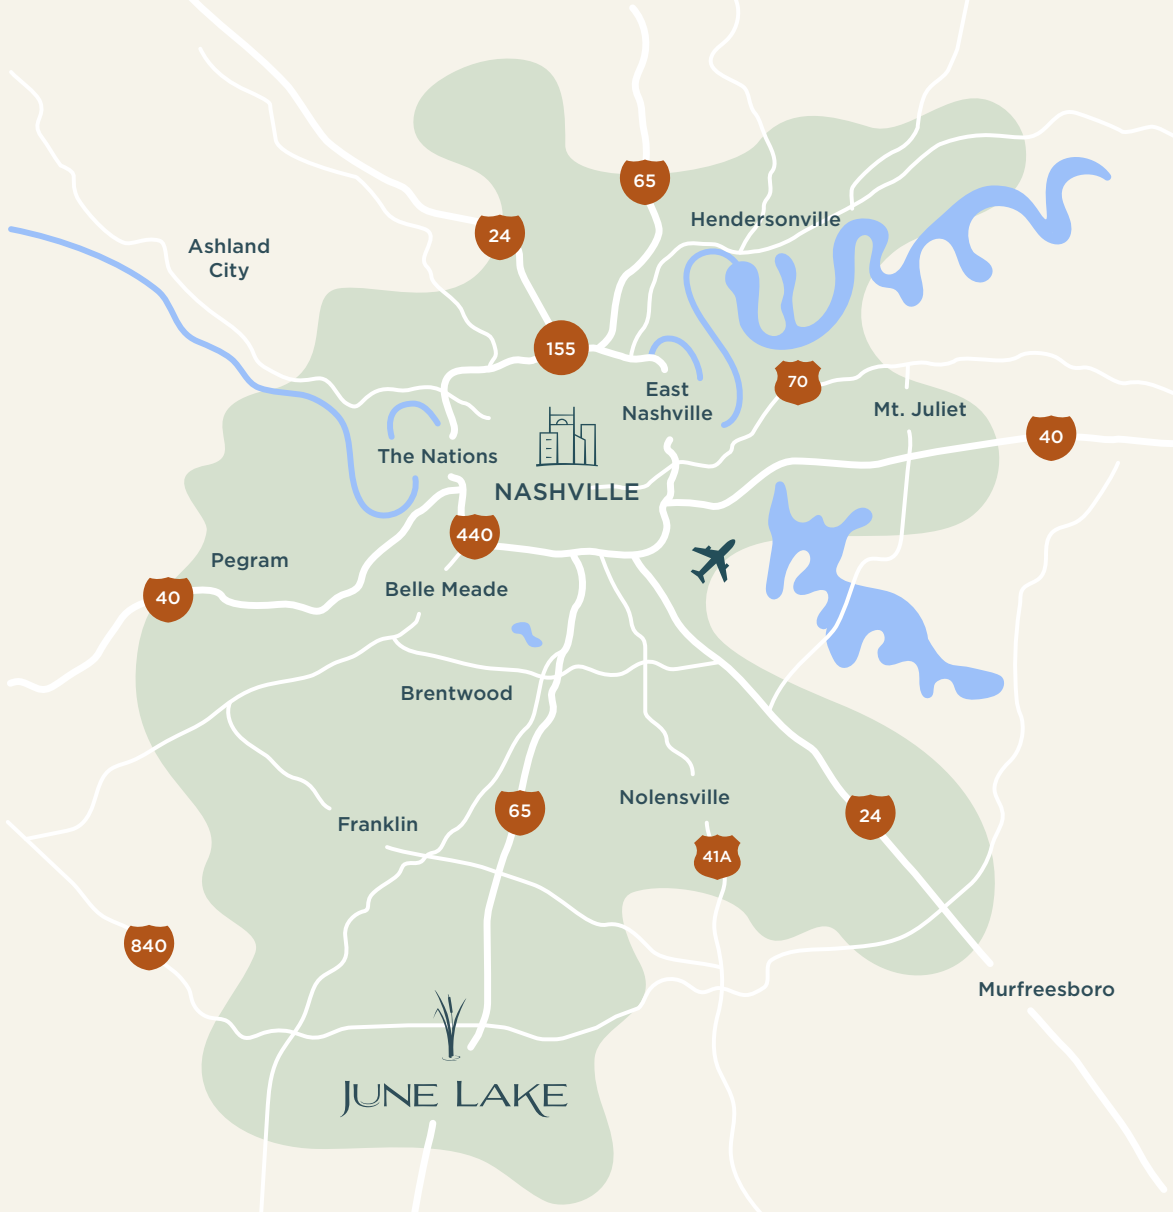 65
Hendersonville
24
Ashland
City
155
70
East
Nashville
Mt. Juliet
40
The Nations
NASHVILLE
440
Pegram
40
Belle Meade
Brentwood
Nolensville
65
24
Franklin
41A
840
Murfreesboro
JUNE LAKE